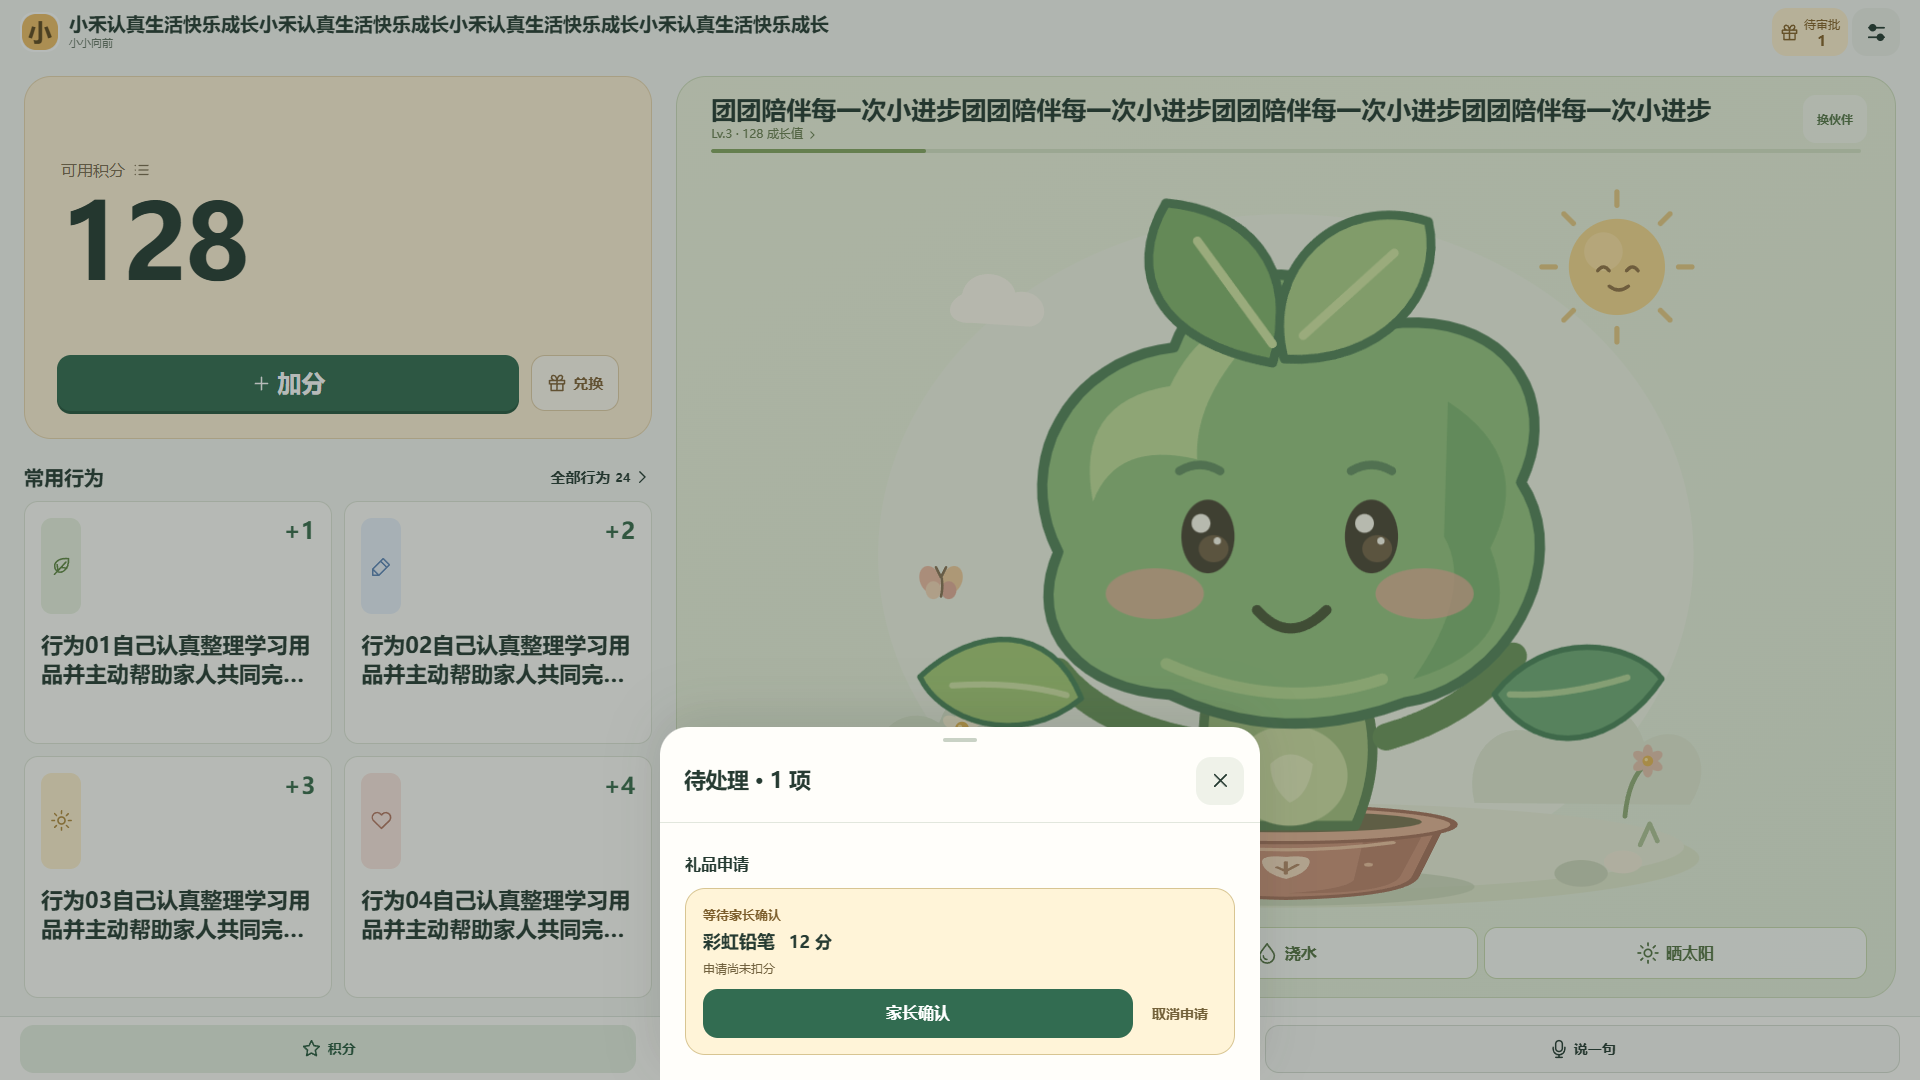 小
小禾认真生活快乐成长小禾认真生活快乐成长小禾认真生活快乐成长小禾认真生活快乐成长
小小向前
待审批
1
可用积分
128
+ 加分
兑换
团团陪伴每一次小进步团团陪伴每一次小进步团团陪伴每一次小进步团团陪伴每一次小进步
Lv.3 · 128 成长值
换伙伴
常用行为
全部行为 24
+1
行为01自己认真整理学习用
品并主动帮助家人共同完...
+2
行为02自己认真整理学习用
品并主动帮助家人共同完...
+3
行为03自己认真整理学习用
品并主动帮助家人共同完...
+4
行为04自己认真整理学习用
品并主动帮助家人共同完...
待处理 • 1 项
礼品申请
等待家长确认
彩虹铅笔 12 分
申请尚未扣分
家长确认
取消申请
浇水
晒太阳
积分
说一句